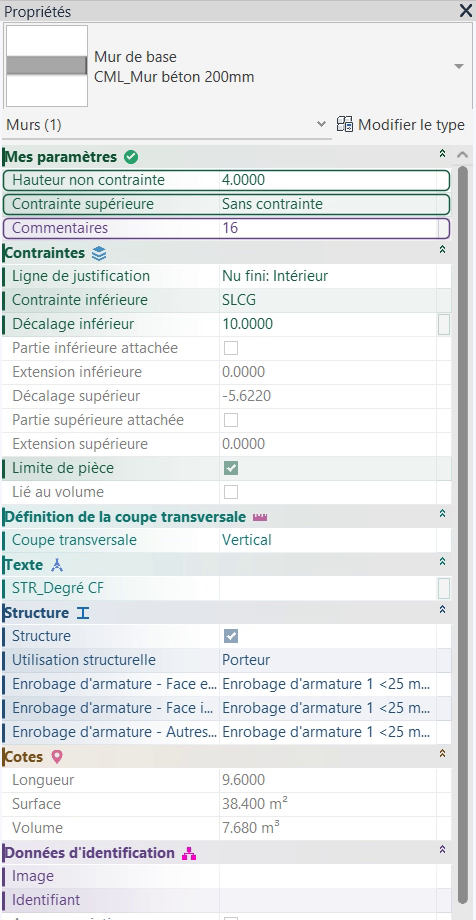 Propriétés
Mur de base
CML_Mur béton 200mm
Murs (1)
Modifier le type
Mes paramètres
Hauteur non contrainte 4.0000
Contrainte supérieure Sans contrainte
Commentaires 16
Contraintes
Ligne de justification Nu fini: Intérieur
Contrainte inférieure SLCG
Décalage inférieur 10.0000
Partie inférieure attachée
Extension inférieure 0.0000
Décalage supérieur -5.6220
Partie supérieure attachée
Extension supérieure 0.0000
Limite de pièce
Lié au volume
Définition de la coupe transversale
Coupe transversale Vertical
Texte
STR_Degré CF
Structure
Structure
Utilisation structurelle Porteur
Enrobage d'armature - Face e... Enrobage d'armature 1 <25 m...
Enrobage d'armature - Face i... Enrobage d'armature 1 <25 m...
Enrobage d'armature - Autres... Enrobage d'armature 1 <25 m...
Cotes
Longueur 9.6000
Surface 38.400 m²
Volume 7.680 m³
Données d'identification
Image
Identifiant